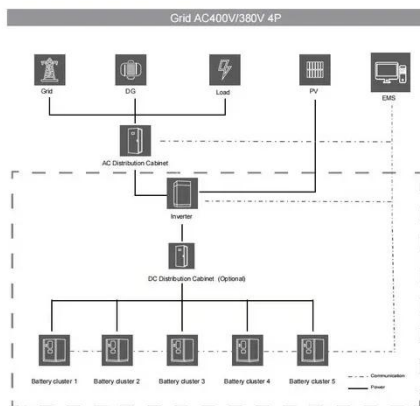 Grid AC400V/380V 4P
Grid
DG
Load
PV
EMS
AC Distribution Cabinet
Inverter
DC Distribution Cabinet (Optional)
Battery cluster 1
Battery cluster 2
Battery cluster 3
Battery cluster 4
Battery cluster 5
Communication
Power